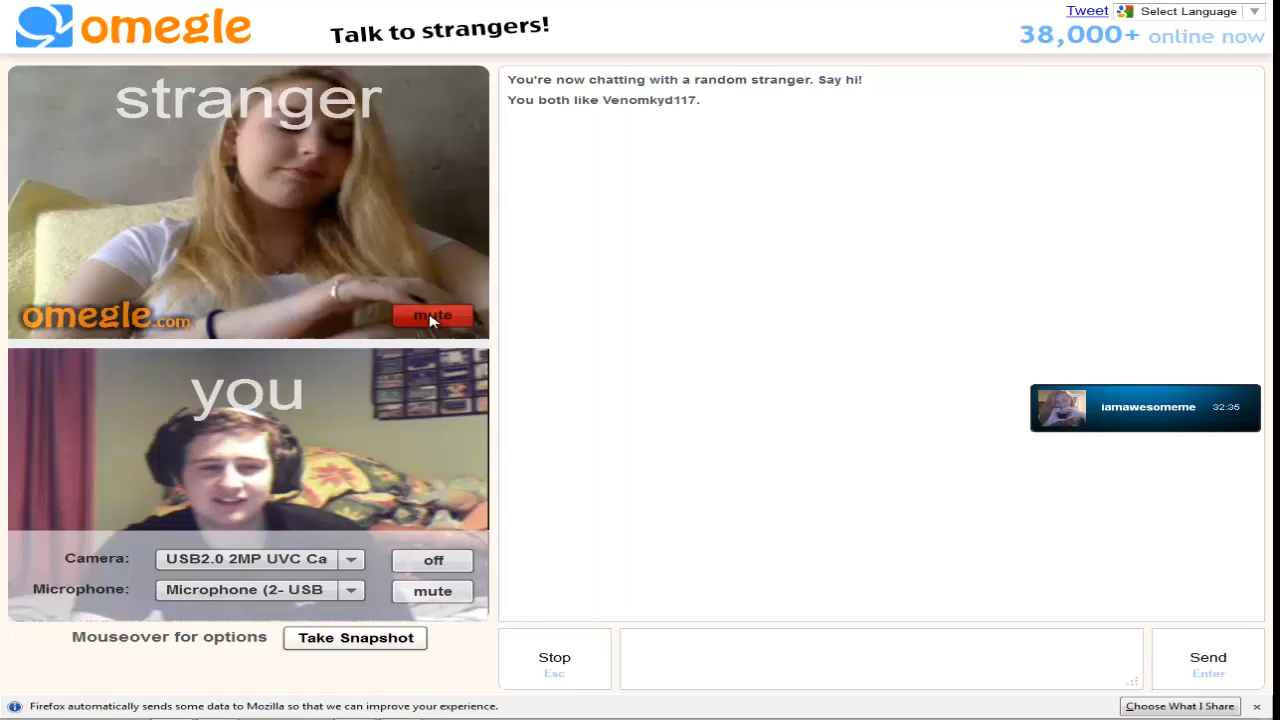 omegle
Talk to strangers!
Tweet
Select Language
38,000+ online now
stranger
omegle.com
mute
You're now chatting with a random stranger. Say hi!
You both like Venomkyd117.
iamawesomeme 32:35
you
Camera: USB2.0 2MP UVC Ca off
Microphone: Microphone (2- USB mute
Mouseover for options Take Snapshot
Stop
Esc
Send
Enter
Firefox automatically sends some data to Mozilla so that we can improve your experience.
Choose What I Share